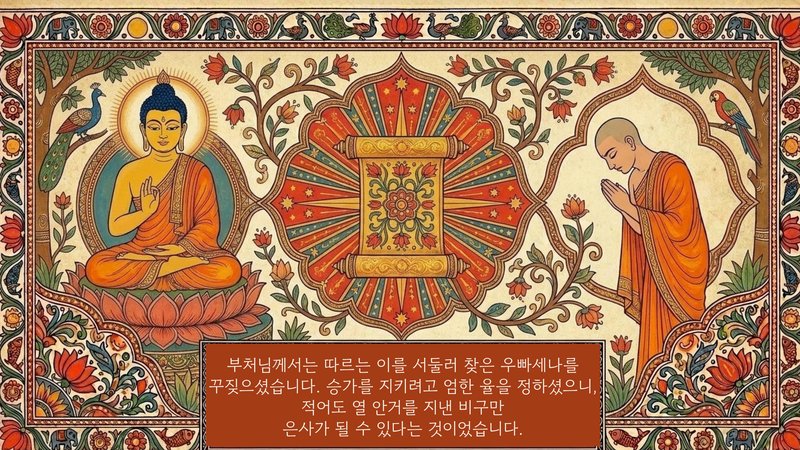 부처님께서는 따르는 이를 서둘러 찾은 우빠세나를
꾸짖으셨습니다. 승가를 지키려고 엄한 율을 정하셨으니,
적어도 열 안거를 지낸 비구만
은사가 될 수 있다는 것이었습니다.